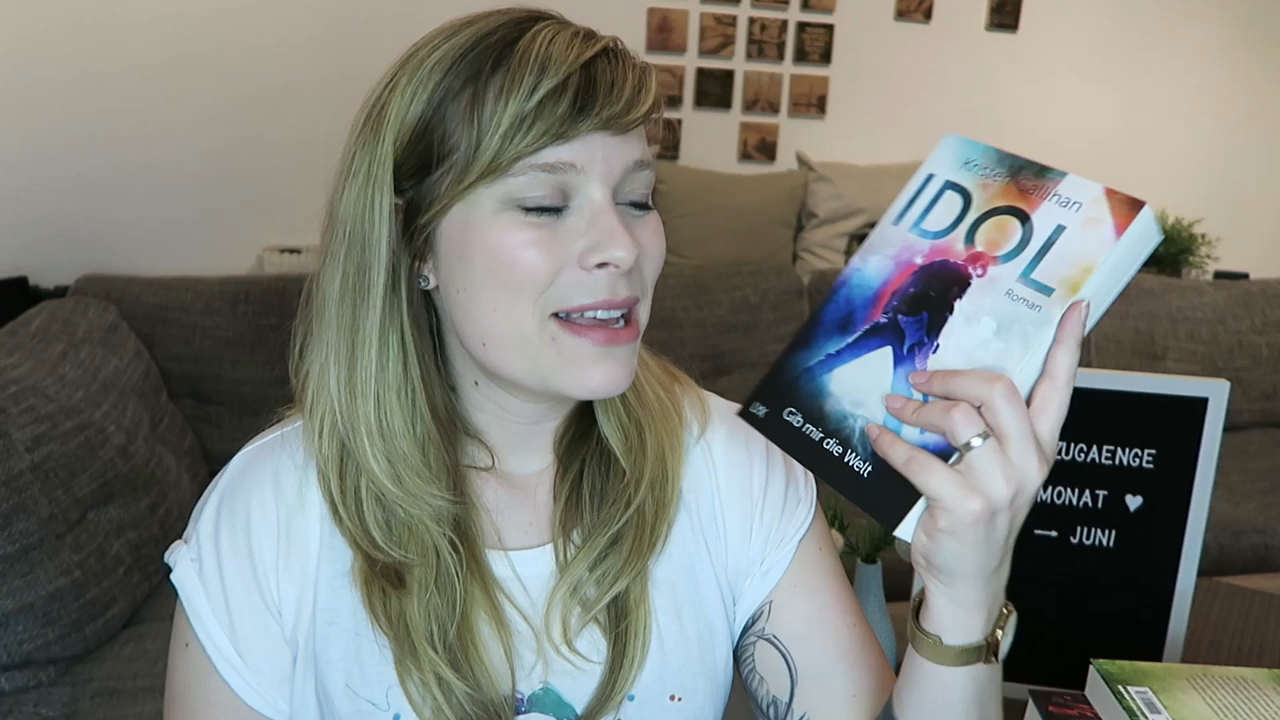 Kristen Callihan
IDOL
Roman
Gib mir die Welt
LYX
ZUGAENGE
MONAT ♥
→ JUNI